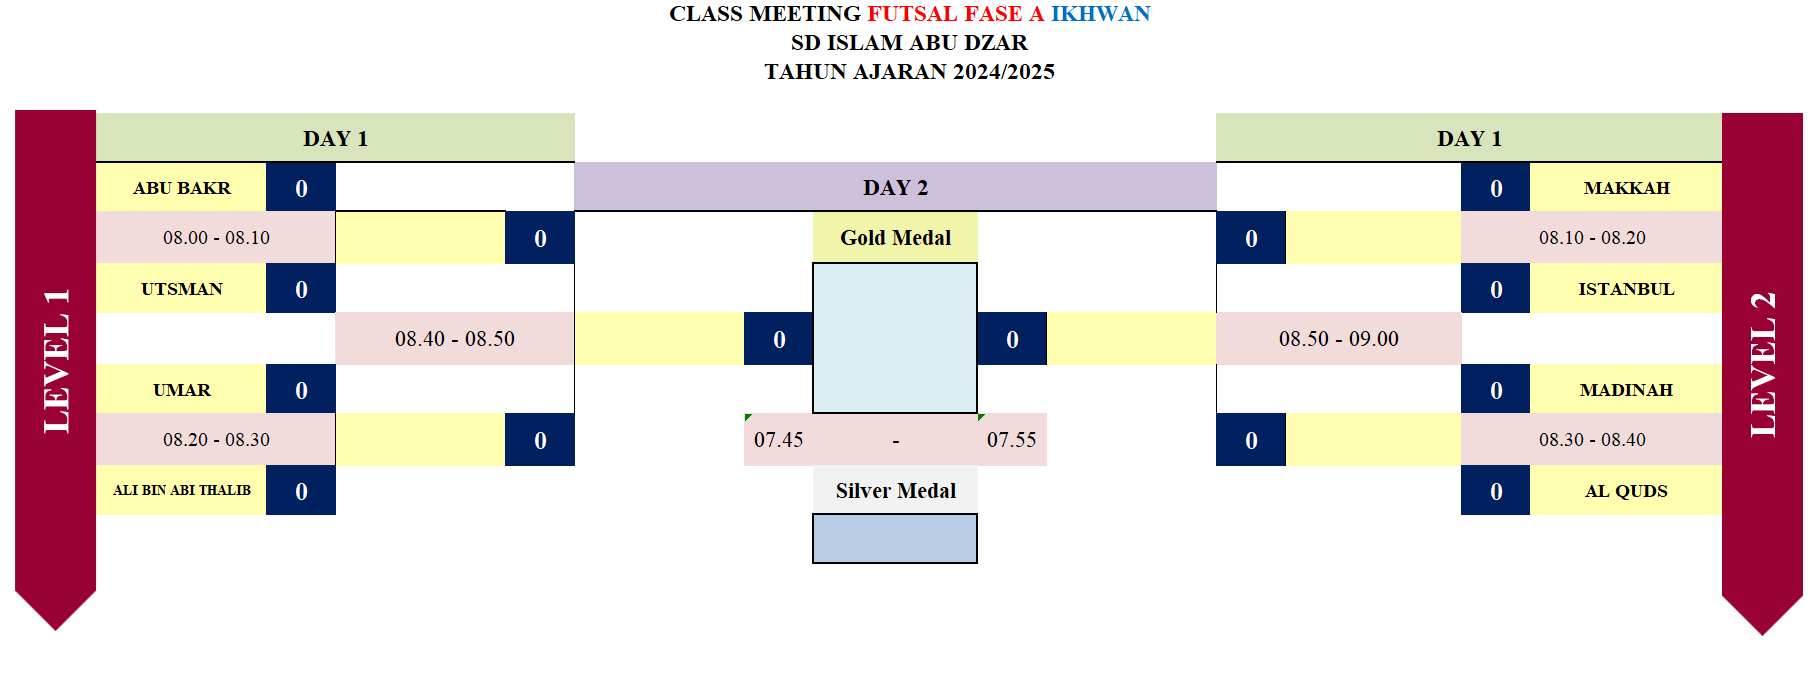 CLASS MEETING FUTSAL FASE A IKHWAN
SD ISLAM ABU DZAR
TAHUN AJARAN 2024/2025
LEVEL 1
DAY 1
ABU BAKR 0
08.00 - 08.10
0
UTSMAN 0
08.40 - 08.50
UMAR 0
08.20 - 08.30
0
ALI BIN ABI THALIB 0
DAY 2
Gold Medal
0
0
07.45 - 07.55
Silver Medal
DAY 1
0 MAKKAH
0
08.10 - 08.20
0 ISTANBUL
08.50 - 09.00
0 MADINAH
0
08.30 - 08.40
0 AL QUDS
LEVEL 2